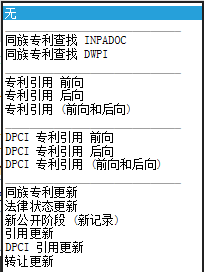 无
同族专利查找 INPADOC
同族专利查找 DWPI
专利引用 前向
专利引用 后向
专利引用 (前向和后向)
DPCI 专利引用 前向
DPCI 专利引用 后向
DPCI 专利引用 (前向和后向)
同族专利更新
法律状态更新
新公开阶段 (新记录)
引用更新
DPCI 引用更新
转让更新